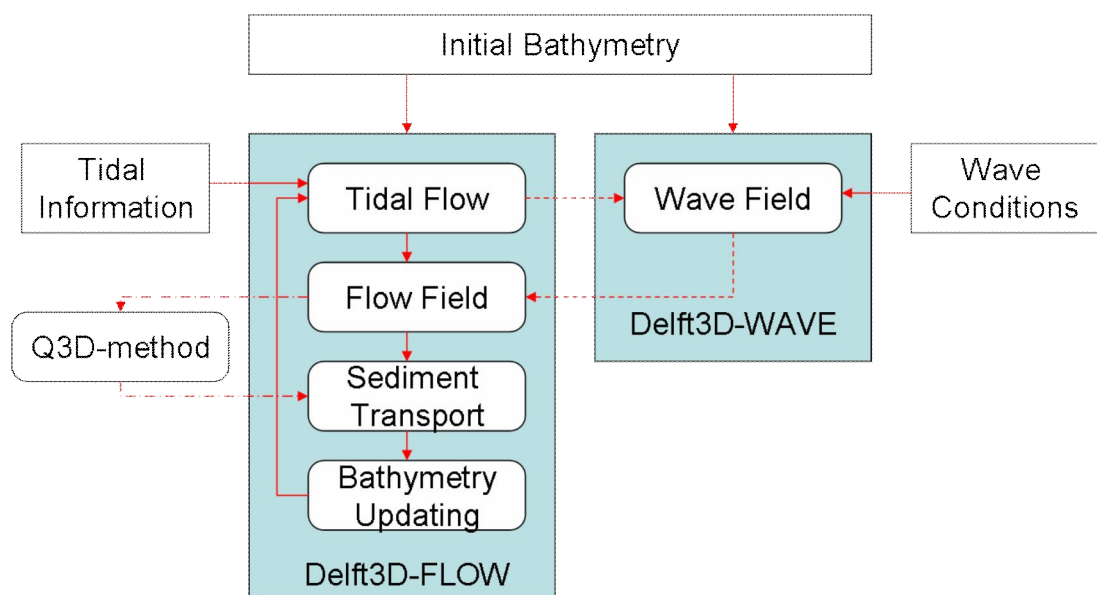 Initial Bathymetry
Tidal
Information
Tidal Flow
Wave Field
Wave
Conditions
Flow Field
Delft3D-WAVE
Q3D-method
Sediment
Transport
Bathymetry
Updating
Delft3D-FLOW